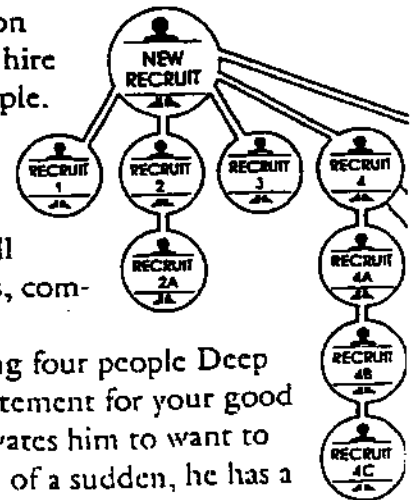 on
hire
ple.
ll
s, com-
ng four people Deep
tement for your good
vates him to want to
of a sudden, he has a
NEW
RECRUIT
RECRUIT
1
RECRUIT
2
RECRUIT
3
RECRUIT
4
RECRUIT
2A
RECRUIT
4A
RECRUIT
4B
RECRUIT
4C